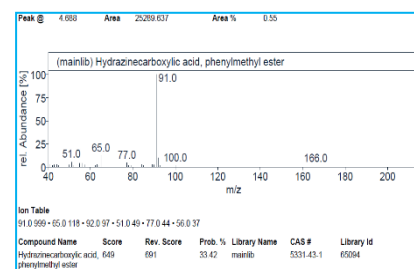 Peak @ 4.688 Area 25289.637 Area % 0.55
(mainlib) Hydrazinecarboxylic acid, phenylmethyl ester
100
75
50
25
0
rel. Abundance [%]
91.0
51.0 65.0 77.0 100.0 166.0
40 60 80 100 120 140 160 180 200
m/z
Ion Table
91.0 999 • 65.0 118 • 92.0 97 • 51.0 49 • 77.0 44 • 56.0 37
Compound Name Score Rev. Score Prob. % Library Name CAS # Library Id
Hydrazinecarboxylic acid, 649 691 33.42 mainlib 5331-43-1 65094
phenylmethyl ester